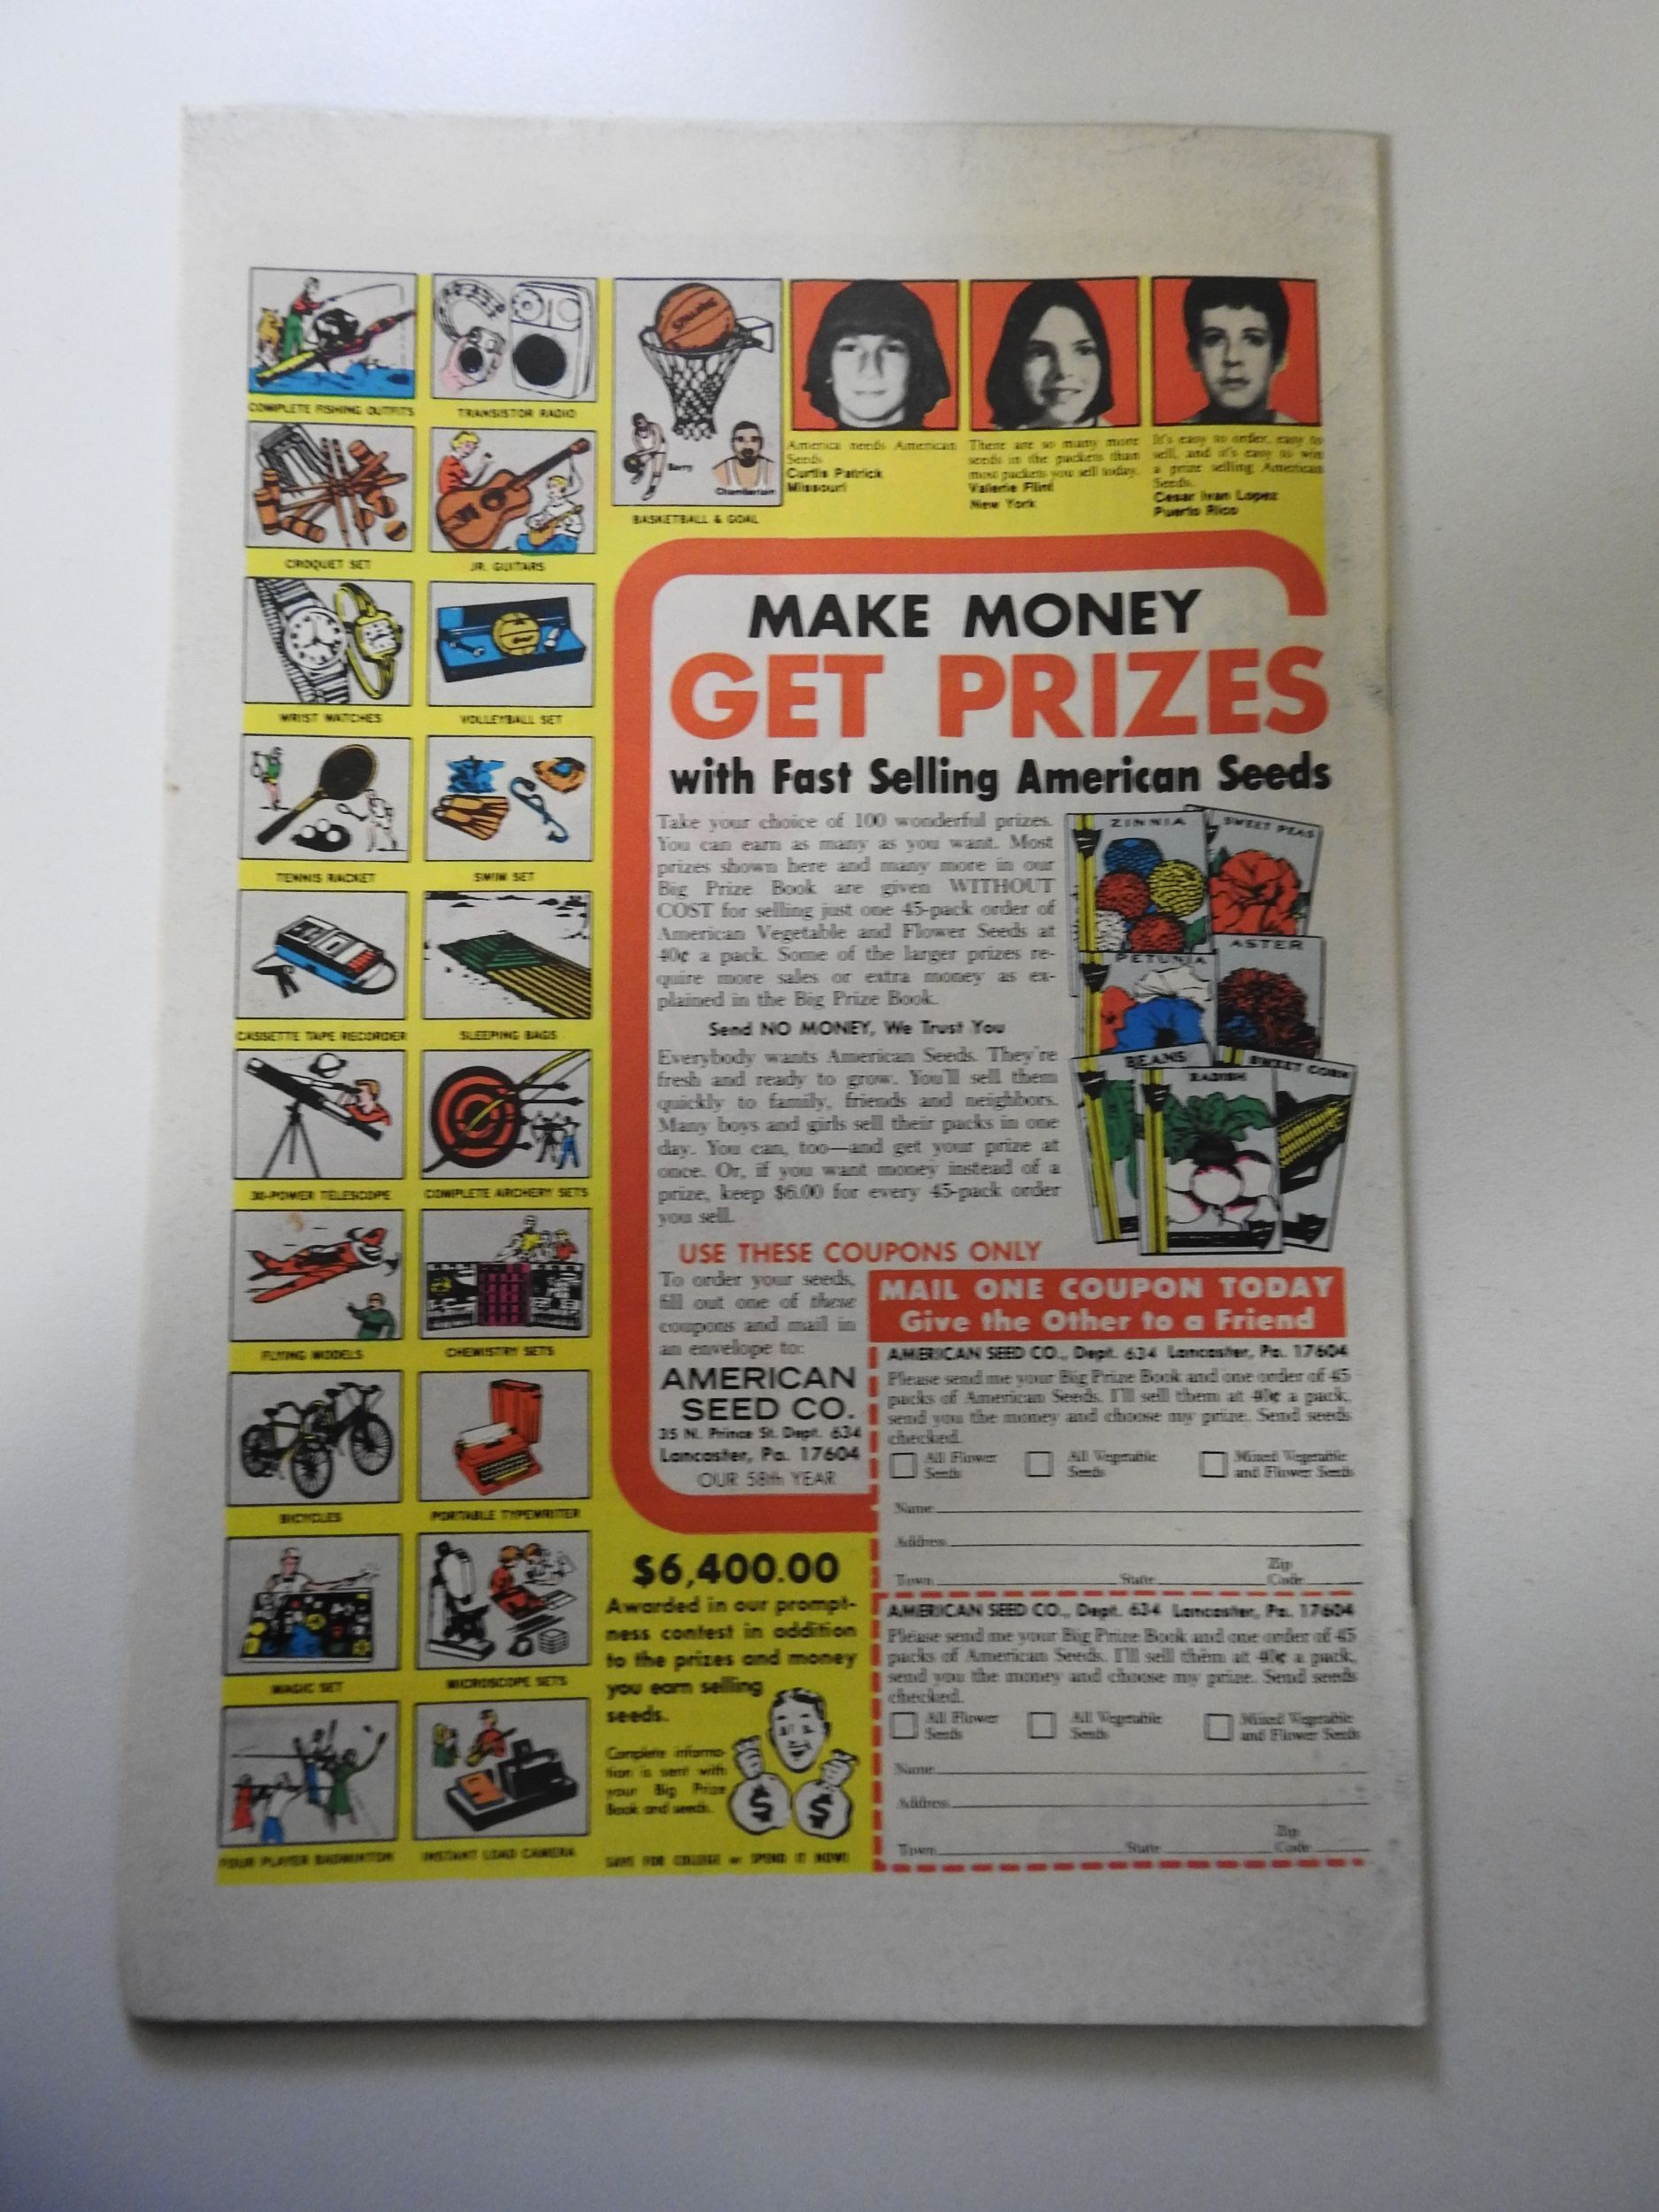 COMPLETE FISHING OUTFITS
TRANSISTOR RADIO
CROQUET SET
JR. GUITARS
WRIST WATCHES
VOLLEYBALL SET
TENNIS RACKET
SWIM SET
CASSETTE TAPE RECORDER
SLEEPING BAGS
30-POWER TELESCOPE
COMPLETE ARCHERY SETS
FLYING MODELS
CHEMISTRY SETS
BICYCLES
PORTABLE TYPEWRITER
MAGIC SET
MICROSCOPE SETS
FOUR PLAYER BADMINTON
INSTANT LOAD CAMERA
SPALDING
Barry
Chamberlain
BASKETBALL & GOAL
America needs American
Seeds.
Curtis Patrick
Missouri
There are so many more
seeds in the packets than
most packets you sell today.
Valerie Flint
New York
It's easy to order, easy to
sell, and it's easy to win
a prize selling American
Seeds.
Cesar Ivan Lopez
Puerto Rico
MAKE MONEY
GET PRIZES
with Fast Selling American Seeds
Take your choice of 100 wonderful prizes.
You can earn as many as you want. Most
prizes shown here and many more in our
Big Prize Book are given WITHOUT
COST for selling just one 45-pack order of
American Vegetable and Flower Seeds at
40¢ a pack. Some of the larger prizes re-
quire more sales or extra money as ex-
plained in the Big Prize Book.
Send NO MONEY, We Trust You
Everybody wants American Seeds. They're
fresh and ready to grow. You'll sell them
quickly to family, friends and neighbors.
Many boys and girls sell their packs in one
day. You can, too—and get your prize at
once. Or, if you want money instead of a
prize, keep $6.00 for every 45-pack order
you sell.
ZINNIA
SWEET PEAS
PETUNIA
ASTER
BEANS
RADISH
SWEET CORN
USE THESE COUPONS ONLY
To order your seeds,
fill out one of these
coupons and mail in
an envelope to:
AMERICAN
SEED CO.
35 N. Prince St. Dept. 634
Lancaster, Pa. 17604
OUR 58th YEAR
MAIL ONE COUPON TODAY
Give the Other to a Friend
AMERICAN SEED CO., Dept. 634 Lancaster, Pa. 17604
Please send me your Big Prize Book and one order of 45
packs of American Seeds. I'll sell them at 40¢ a pack,
send you the money and choose my prize. Send seeds
checked.
All Flower Seeds
All Vegetable Seeds
Mixed Vegetable and Flower Seeds
Name
Address
Town State Zip Code
AMERICAN SEED CO., Dept. 634 Lancaster, Pa. 17604
Please send me your Big Prize Book and one order of 45
packs of American Seeds. I'll sell them at 40¢ a pack,
send you the money and choose my prize. Send seeds
checked.
All Flower Seeds
All Vegetable Seeds
Mixed Vegetable and Flower Seeds
Name
Address
Town State Zip Code
$6,400.00
Awarded in our prompt-
ness contest in addition
to the prizes and money
you earn selling
seeds.
Complete informa-
tion is sent with
your Big Prize
Book and seeds.
$ $
SAVE FOR COLLEGE or SPEND IT NOW!